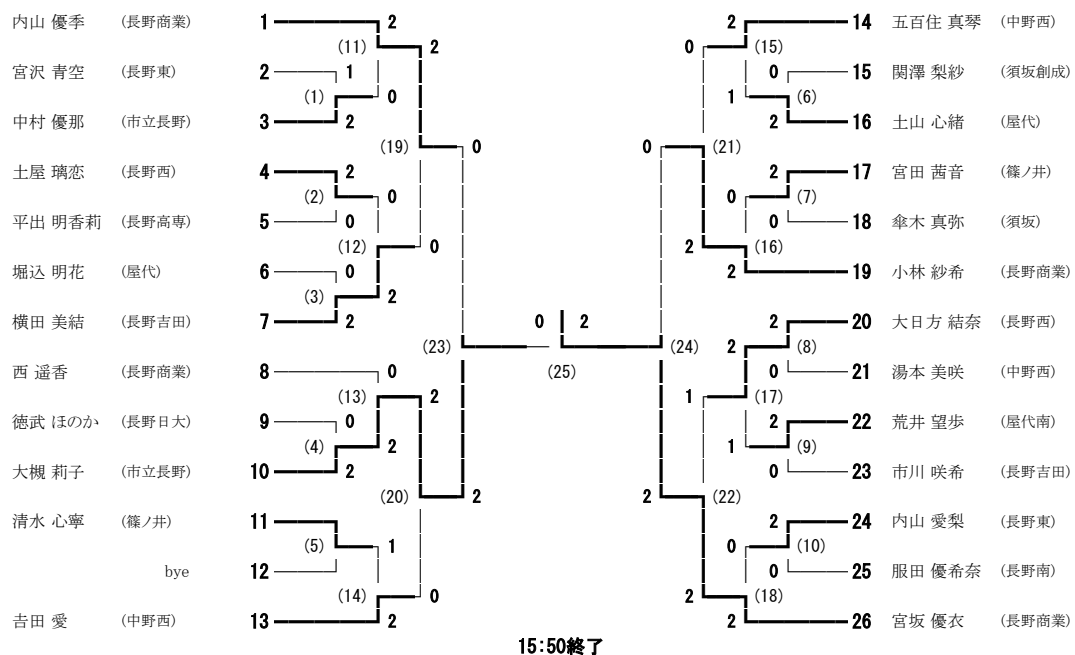 内山 優季 (長野商業) 1 2 2 14 五百住 真琴 (中野西)
(11) 2 0 (15)
宮沢 青空 (長野東) 2 1 0 15 関澤 梨紗 (須坂創成)
(1) 0 1 (6)
中村 優那 (市立長野) 3 2 2 16 土山 心緒 (屋代)
(19) 0 0 (21)
土屋 璃恋 (長野西) 4 2 2 17 宮田 茜音 (篠ノ井)
(2) 0 0 (7)
平出 明香莉 (長野高専) 5 0 0 18 傘木 真弥 (須坂)
(12) 0 2 (16)
堀込 明花 (屋代) 6 0 2 19 小林 紗希 (長野商業)
(3) 2
横田 美結 (長野吉田) 7 2 0 2 2 20 大日方 結奈 (長野西)
(23) (24) 2 (8)
西 遥香 (長野商業) 8 0 (25) 0 21 湯本 美咲 (中野西)
(13) 2 1 (17)
徳武 ほのか (長野日大) 9 0 2 22 荒井 望歩 (屋代南)
(4) 2 1 (9)
大槻 莉子 (市立長野) 10 2 0 23 市川 咲希 (長野吉田)
(20) 2 2 (22)
清水 心寧 (篠ノ井) 11 2 24 内山 愛梨 (長野東)
(5) 1 0 (10)
bye 12 0 25 服田 優希奈 (長野南)
(14) 0 2 (18)
吉田 愛 (中野西) 13 2 2 26 宮坂 優衣 (長野商業)
15:50終了